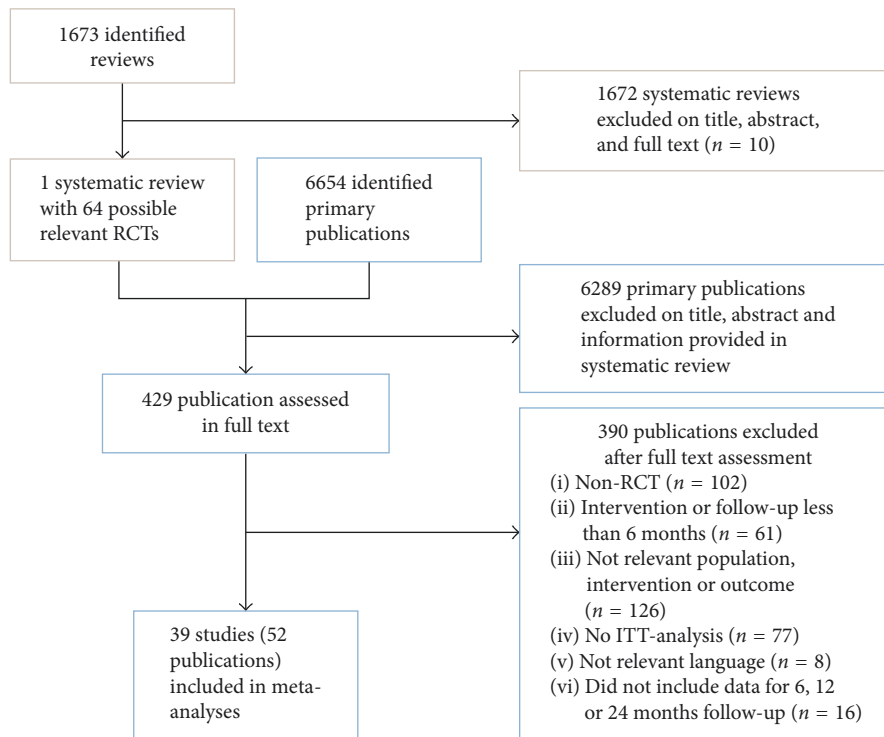 1673 identified
reviews
1672 systematic reviews
excluded on title, abstract,
and full text (n = 10)
1 systematic review
with 64 possible
relevant RCTs
6654 identified
primary
publications
6289 primary publications
excluded on title, abstract and
information provided in
systematic review
429 publication assessed
in full text
390 publications excluded
after full text assessment
(i) Non-RCT (n = 102)
(ii) Intervention or follow-up less
than 6 months (n = 61)
(iii) Not relevant population,
intervention or outcome
(n = 126)
(iv) No ITT-analysis (n = 77)
(v) Not relevant language (n = 8)
(vi) Did not include data for 6, 12
or 24 months follow-up (n = 16)
39 studies (52
publications)
included in meta-
analyses